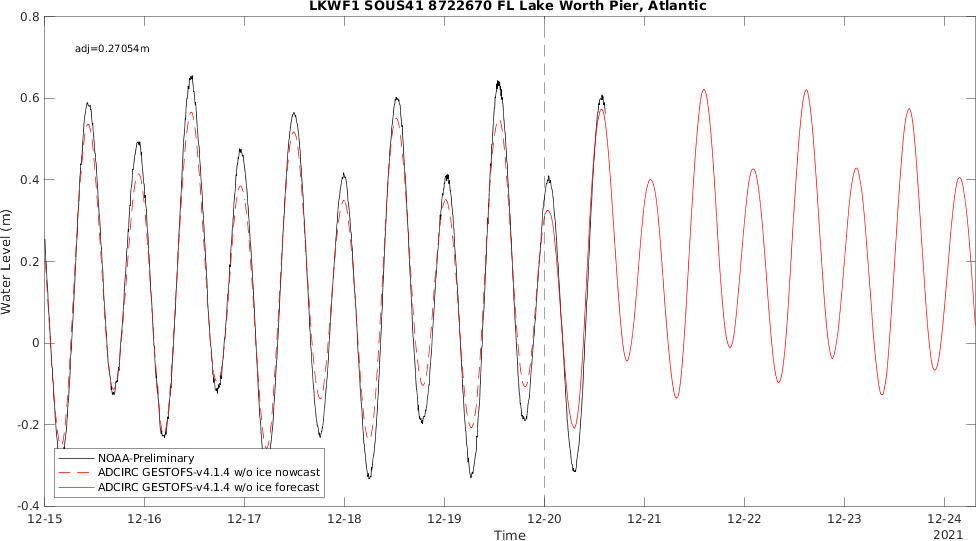 LKWF1 SOUS41 8722670 FL Lake Worth Pier, Atlantic
adj=0.27054m
0.8
0.6
0.4
0.2
0
-0.2
-0.4
Water Level (m)
NOAA-Preliminary
ADCIRC GESTOFS-v4.1.4 w/o ice nowcast
ADCIRC GESTOFS-v4.1.4 w/o ice forecast
12-15 12-16 12-17 12-18 12-19 12-20 12-21 12-22 12-23 12-24
Time
2021